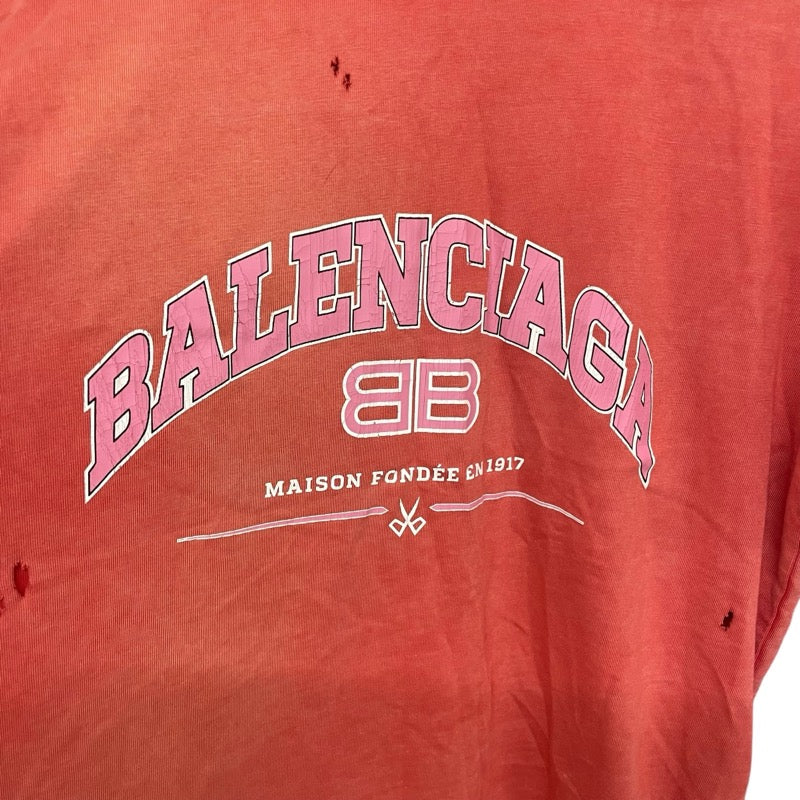 BALENCIAGA
BB
MAISON FONDÉE EN 1917